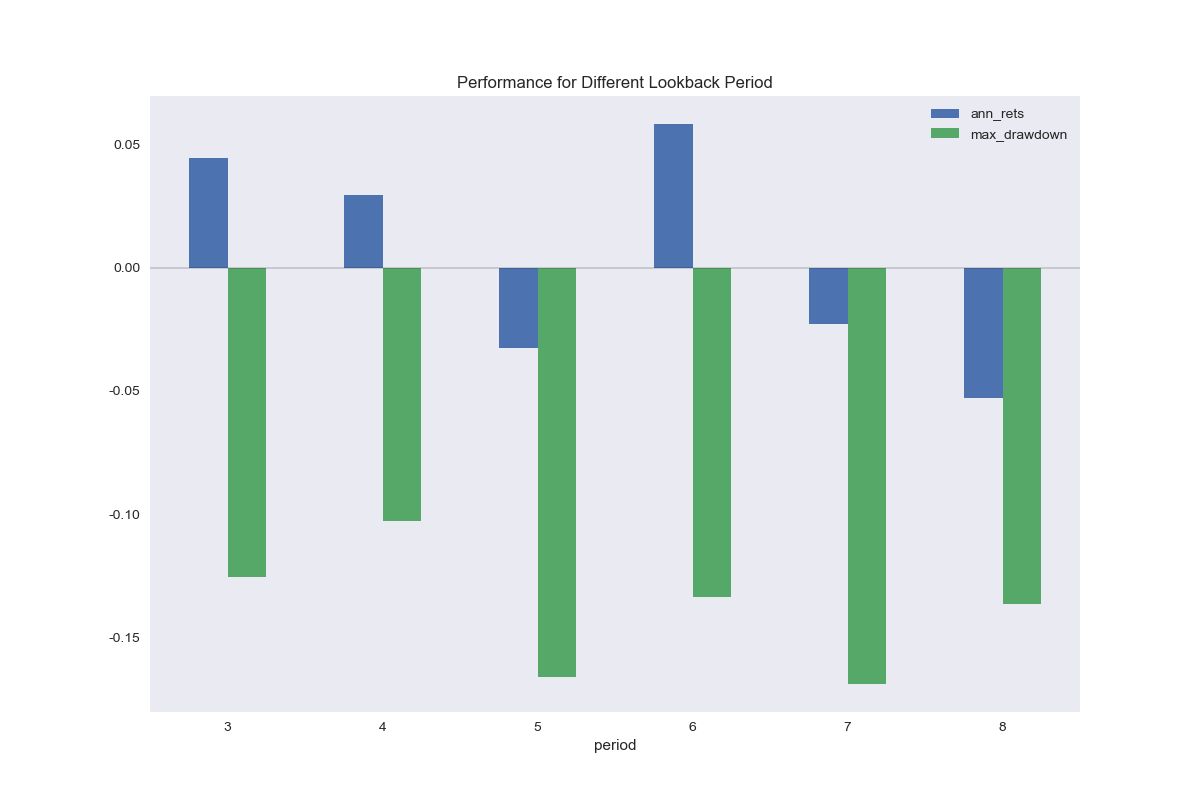 Performance for Different Lookback Period
ann_rets
max_drawdown
0.05
0.00
-0.05
-0.10
-0.15
3 4 5 6 7 8
period